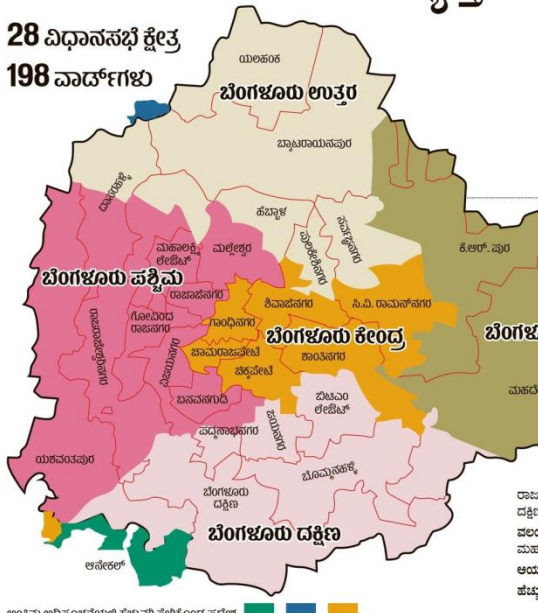 28 ವಿಧಾನಸಭೆ ಕ್ಷೇತ್ರ
198 ವಾರ್ಡ್‌ಗಳು
ಯಲಹಂಕ
ಬೆಂಗಳೂರು ಉತ್ತರ
ಬ್ಯಾಟರಾಯನಪುರ
ದಾಸರಹಳ್ಳಿ
ಹೆಬ್ಬಾಳ
ಸರ್ವಜ್ಞನಗರ
ಪುಲಕೇಶಿನಗರ
ಕೆ.ಆರ್. ಪುರ
ಮಹಾಲಕ್ಷ್ಮಿ
ಲೇಔಟ್
ಮಲ್ಲೇಶ್ವರ
ಬೆಂಗಳೂರು ಪಶ್ಚಿಮ
ರಾಜಾಜಿನಗರ
ಶಿವಾಜಿನಗರ
ಸಿ.ವಿ. ರಾಮನ್‌ನಗರ
ಗೋವಿಂದ
ರಾಜನಗರ
ಗಾಂಧಿನಗರ
ಬೆಂಗಳೂರು ಕೇಂದ್ರ
ರಾಜರಾಜೇಶ್ವರಿನಗರ
ವಿಜಯನಗರ
ಚಾಮರಾಜಪೇಟೆ
ಶಾಂತಿನಗರ
ಚಿಕ್ಕಪೇಟೆ
ಬಸವನಗುಡಿ
ಬಿಟಿಎಂ
ಲೇಔಟ್
ಜಯನಗರ
ಪದ್ಮನಾಭನಗರ
ಯಶವಂತಪುರ
ಬೊಮ್ಮನಹಳ್ಳಿ
ಬೆಂಗಳೂರು
ದಕ್ಷಿಣ
ಬೆಂಗಳೂರು ದಕ್ಷಿಣ
ಆನೇಕಲ್